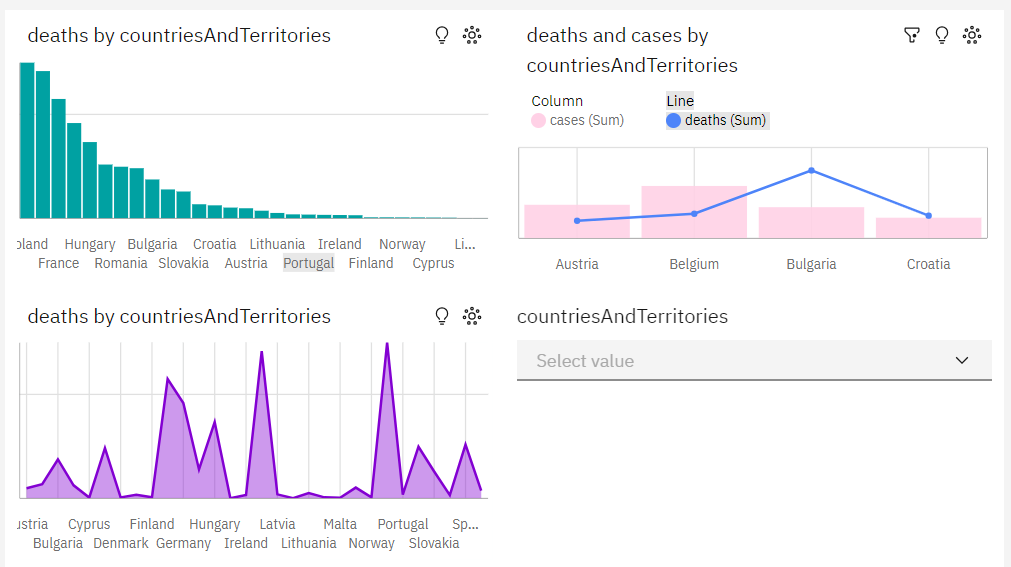 deaths by countriesAndTerritories
Hungary Bulgaria Croatia Lithuania Ireland Norway Li...
France Romania Slovakia Austria Portugal Finland Cyprus
deaths and cases by
countriesAndTerritories
Column Line
cases (Sum) deaths (Sum)
Austria Belgium Bulgaria Croatia
deaths by countriesAndTerritories
Cyprus Finland Hungary Latvia Malta Portugal Sp...
Bulgaria Denmark Germany Ireland Lithuania Norway Slovakia
countriesAndTerritories
Select value